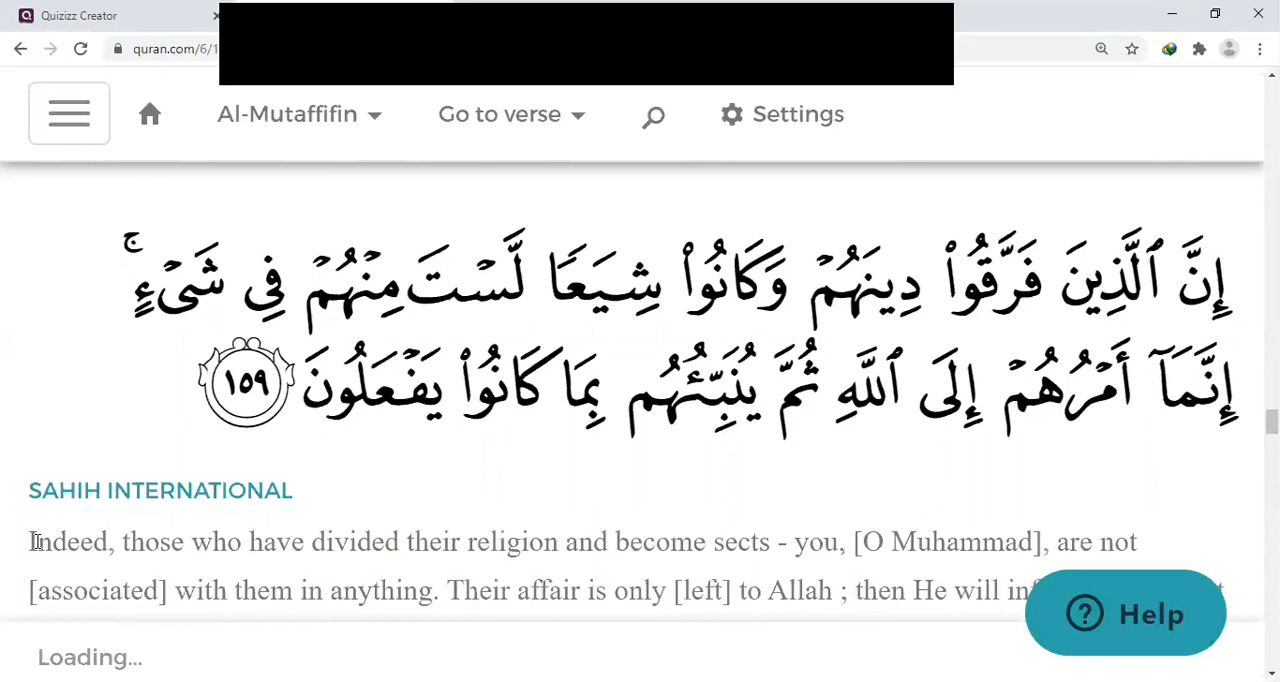 Quizizz Creator
quran.com/6/1
Al-Mutaffifin Go to verse Settings
إِنَّ ٱلَّذِينَ فَرَّقُوا۟ دِينَهُمْ وَكَانُوا۟ شِيَعًا لَّسْتَ مِنْهُمْ فِى شَىْءٍ ۚ
إِنَّمَآ أَمْرُهُمْ إِلَى ٱللَّهِ ثُمَّ يُنَبِّئُهُم بِمَا كَانُوا۟ يَفْعَلُونَ ١٥٩
SAHIH INTERNATIONAL
Indeed, those who have divided their religion and become sects - you, [O Muhammad], are not
[associated] with them in anything. Their affair is only [left] to Allah ; then He will
Help
Loading...